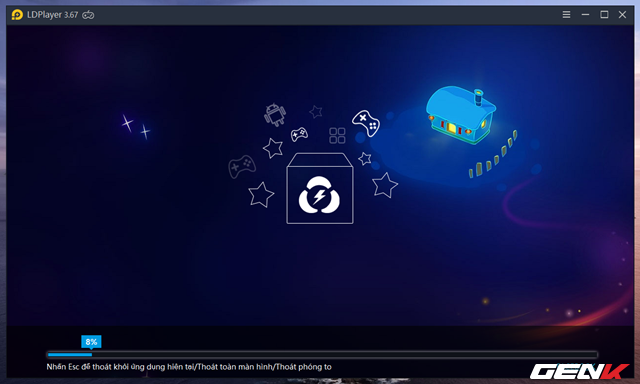 LDPlayer 3.67
8%
Nhấn Esc để thoát khỏi ứng dụng hiện tại/Thoát toàn màn hình/Thoát phóng to
GENK